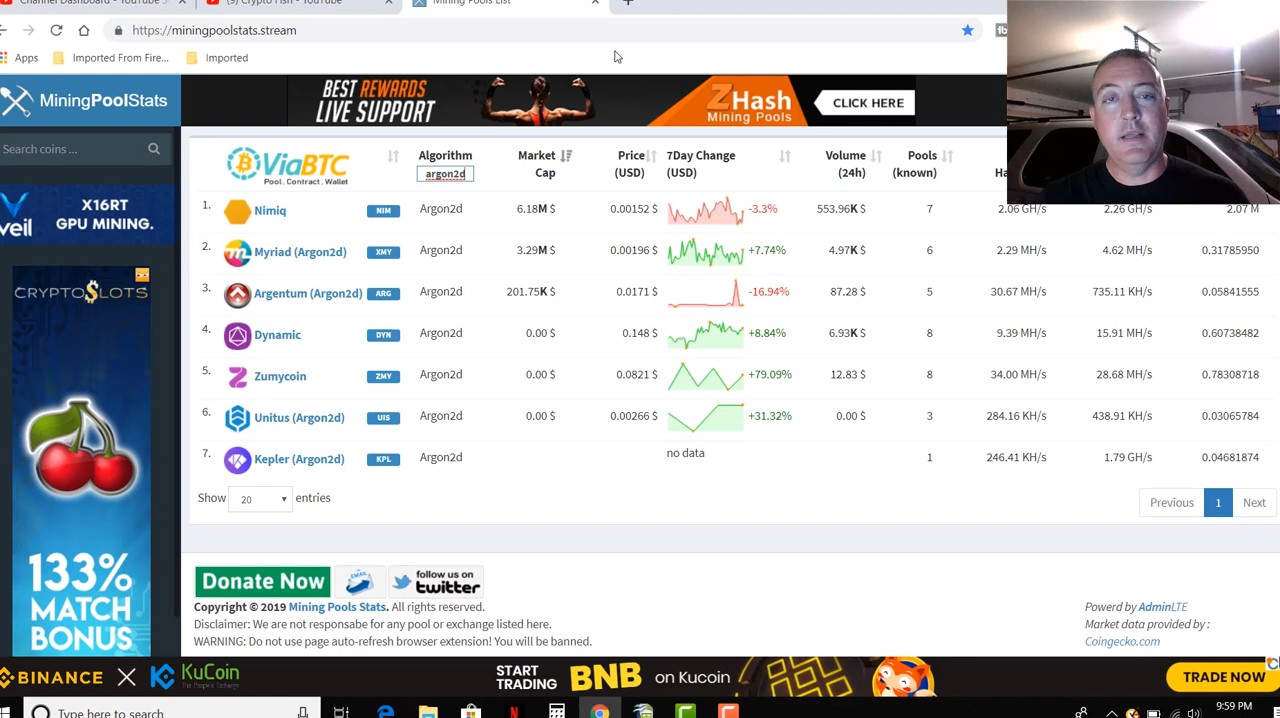 Channel Dashboard - YouTube S
(9) Crypto Fish - YouTube
Mining Pools List
https://miningpoolstats.stream
Apps
Imported From Fire...
Imported
MiningPoolStats
Search coins ...
veil
X16RT
GPU MINING.
CRYPTO$LOTS
133%
MATCH
BONUS
BEST REWARDS
LIVE SUPPORT
ZHash
Mining Pools
CLICK HERE
ViaBTC
Pool . Contract . Wallet
Algorithm Market Cap Price (USD) 7Day Change (USD) Volume (24h) Pools (known) Ha
argon2d
1. Nimiq NIM Argon2d 6.18M $ 0.00152 $ -3.3% 553.96K $ 7 2.06 GH/s 2.26 GH/s 2.07 M
2. Myriad (Argon2d) XMY Argon2d 3.29M $ 0.00196 $ +7.74% 4.97K $ 6 2.29 MH/s 4.62 MH/s 0.31785950
3. Argentum (Argon2d) ARG Argon2d 201.75K $ 0.0171 $ -16.94% 87.28 $ 5 30.67 MH/s 735.11 KH/s 0.05841555
4. Dynamic DYN Argon2d 0.00 $ 0.148 $ +8.84% 6.93K $ 8 9.39 MH/s 15.91 MH/s 0.60738482
5. Zumycoin ZMY Argon2d 0.00 $ 0.0821 $ +79.09% 12.83 $ 8 34.00 MH/s 28.68 MH/s 0.78308718
6. Unitus (Argon2d) UIS Argon2d 0.00 $ 0.00266 $ +31.32% 0.00 $ 3 284.16 KH/s 438.91 KH/s 0.03065784
7. Kepler (Argon2d) KPL Argon2d no data 1 246.41 KH/s 1.79 GH/s 0.04681874
Show 20 entries
Previous 1 Next
Donate Now
EMAIL
follow us on
twitter
Copyright © 2019 Mining Pools Stats. All rights reserved.
Disclaimer: We are not responsabe for any pool or exchange listed here.
WARNING: Do not use page auto-refresh browser extension! You will be banned.
Powerd by AdminLTE
Market data provided by :
Coingecko.com
BINANCE
KuCoin
The People's Exchange
START
TRADING
BNB on Kucoin
TRADE NOW
Type here to search
9:59 PM